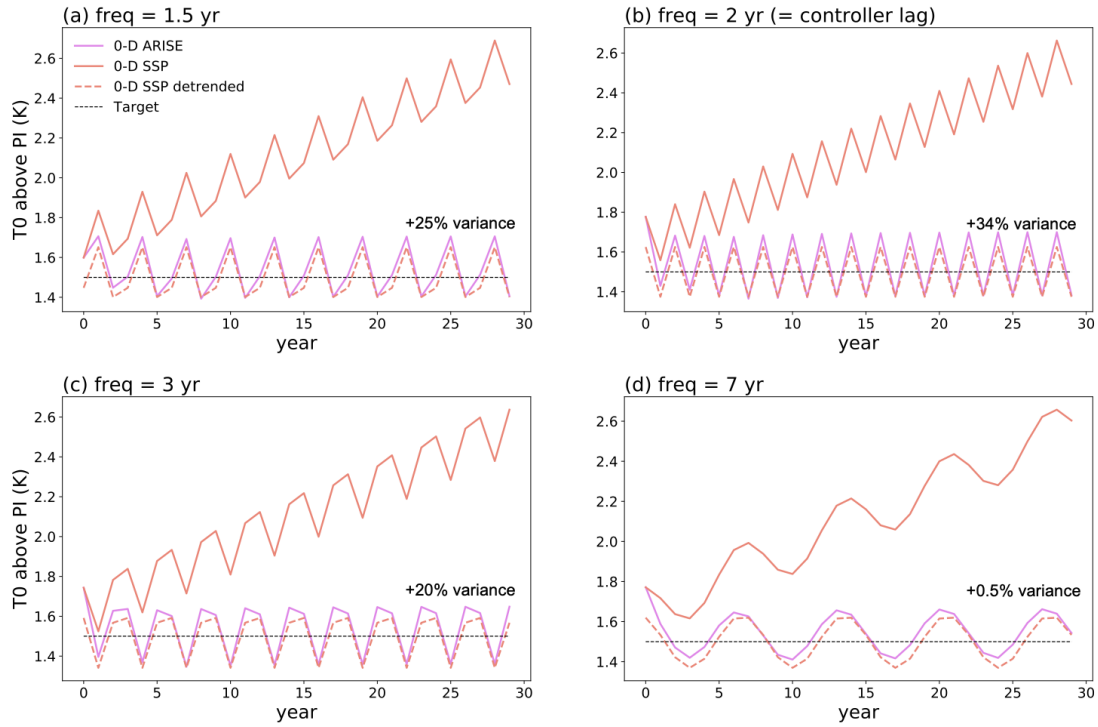 (a) freq = 1.5 yr
0-D ARISE
0-D SSP
0-D SSP detrended
Target
+25% variance
T0 above PI (K)
2.6
2.4
2.2
2.0
1.8
1.6
1.4
0 5 10 15 20 25 30
year
(b) freq = 2 yr (= controller lag)
+34% variance
2.6
2.4
2.2
2.0
1.8
1.6
1.4
0 5 10 15 20 25 30
year
(c) freq = 3 yr
+20% variance
T0 above PI (K)
2.6
2.4
2.2
2.0
1.8
1.6
1.4
0 5 10 15 20 25 30
year
(d) freq = 7 yr
+0.5% variance
2.6
2.4
2.2
2.0
1.8
1.6
1.4
0 5 10 15 20 25 30
year